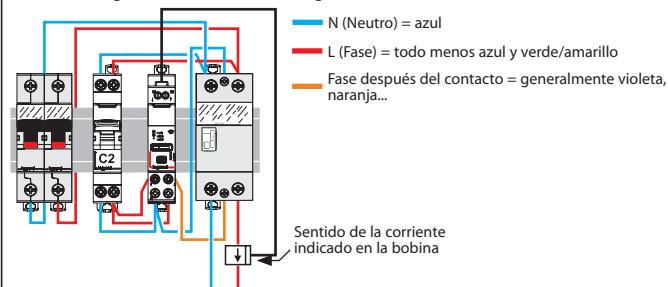 N (Neutro) = azul
L (Fase) = todo menos azul y verde/amarillo
Fase después del contacto = generalmente violeta,
naranja...
C2
Sentido de la corriente
indicado en la bobina